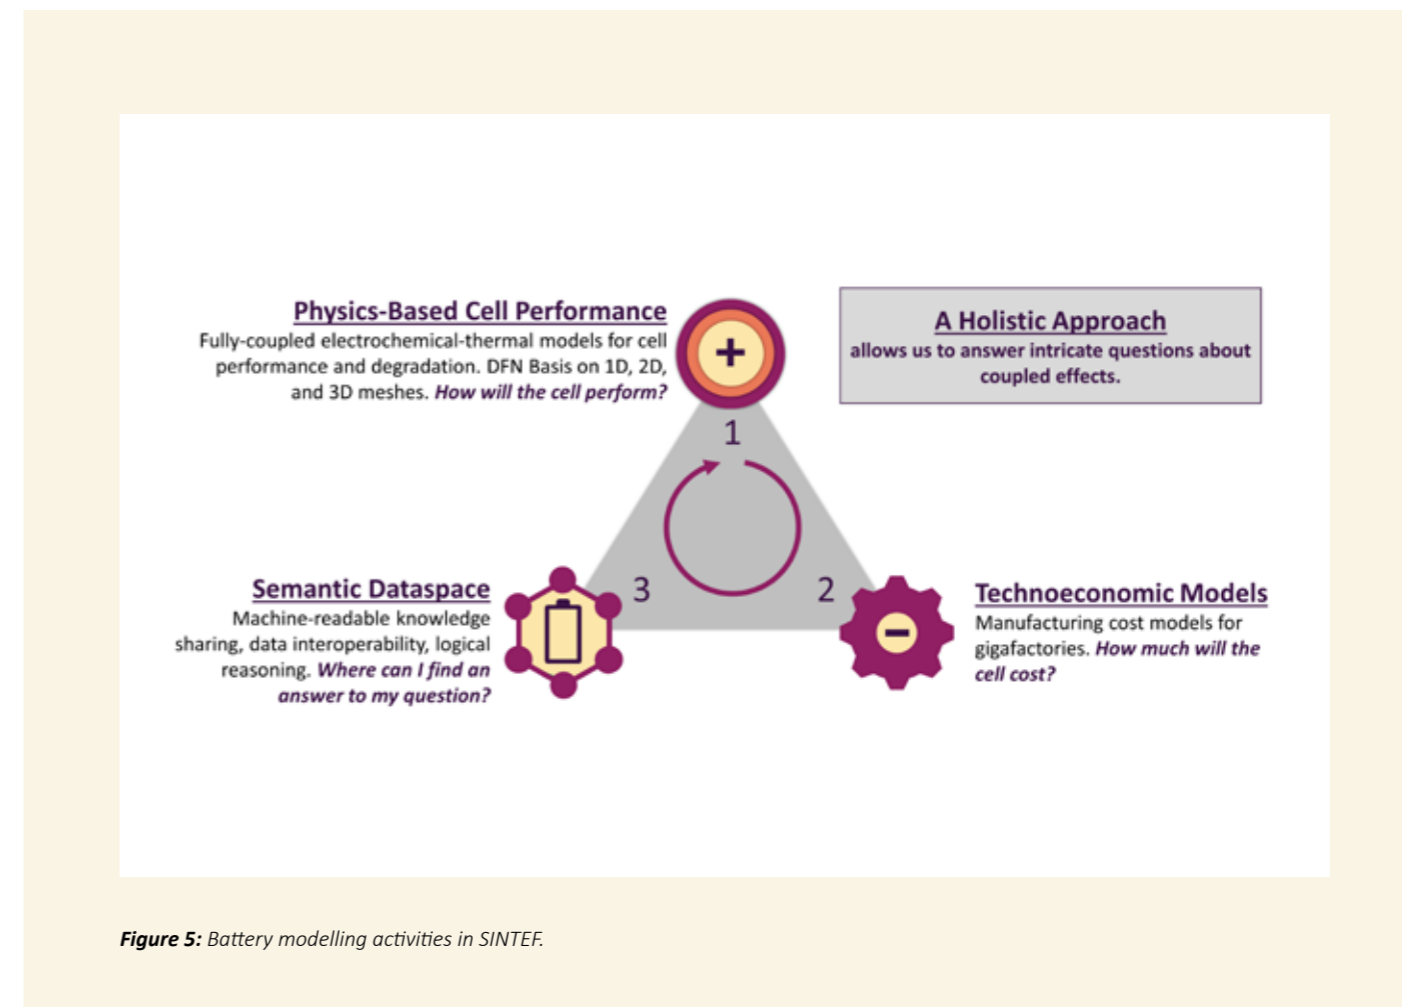 Physics-Based Cell Performance
Fully-coupled electrochemical-thermal models for cell
performance and degradation. DFN Basis on 1D, 2D,
and 3D meshes. How will the cell perform?
+
A Holistic Approach
allows us to answer intricate questions about
coupled effects.
1
3
2
Semantic Dataspace
Machine-readable knowledge
sharing, data interoperability, logical
reasoning. Where can I find an
answer to my question?
−
Technoeconomic Models
Manufacturing cost models for
gigafactories. How much will the
cell cost?
Figure 5: Battery modelling activities in SINTEF.